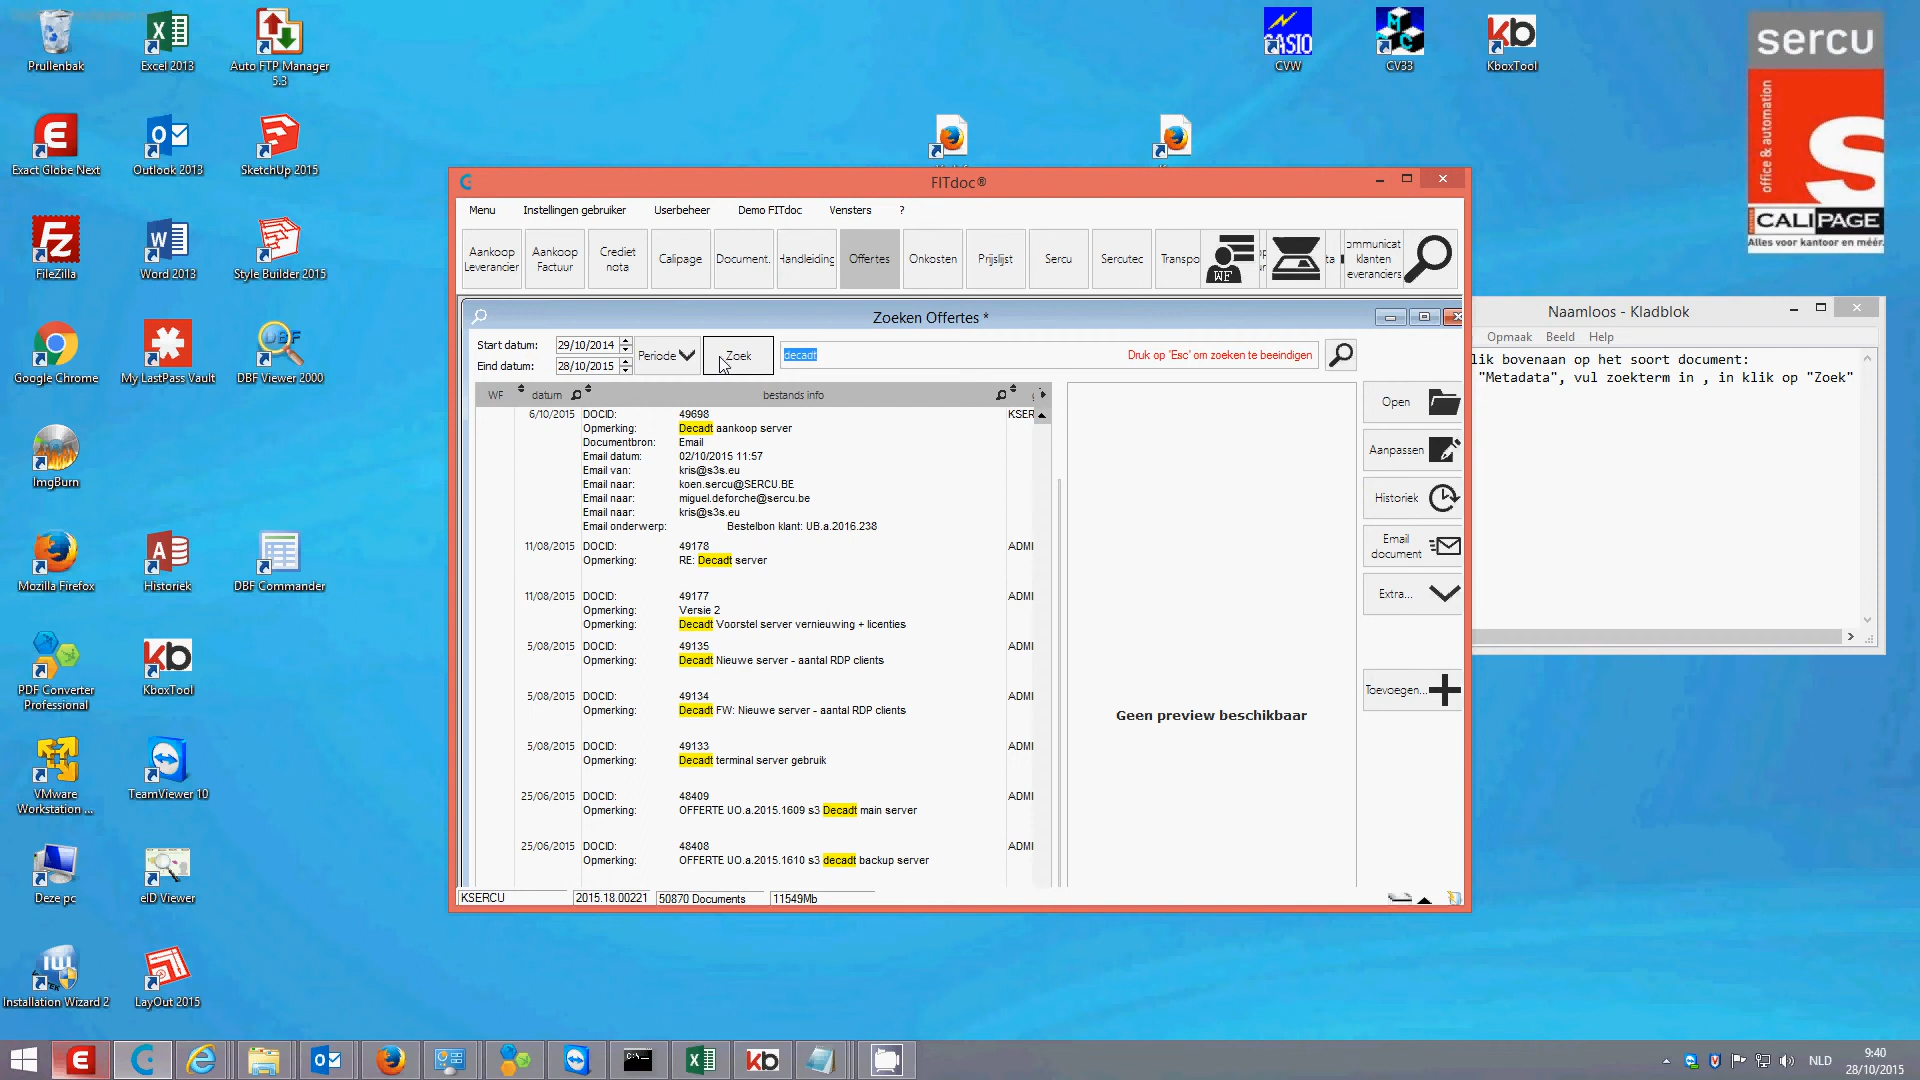 Prullenbak
Excel 2013
Auto FTP Manager
5.3
CASIO
CVW
MC
CV33
kb
KboxTool
sercu
office & automation
CALIPAGE
Alles voor kantoor en méér.
Exact Globe Next
Outlook 2013
SketchUp 2015
FileZilla
Word 2013
Style Builder 2015
Google Chrome
My LastPass Vault
DBF
DBF Viewer 2000
ImgBurn
Mozilla Firefox
Historiek
DBF Commander
PDF Converter
Professional
kb
KboxTool
VMware
Workstation ...
TeamViewer 10
Deze pc
eID Viewer
Installation Wizard 2
LayOut 2015
FITdoc®
Menu
Instellingen gebruiker
Userbeheer
Demo FITdoc
Vensters
?
Aankoop
Leverancier
Aankoop
Factuur
Crediet
nota
Calipage
Document.
Handleiding
Offertes
Onkosten
Prijslijst
Sercu
Sercutec
Transpo
WF
ta
ommunicat
klanten
everanciers
Zoeken Offertes *
Start datum:
29/10/2014
Eind datum:
28/10/2015
Periode
Zoek
decadt
Druk op 'Esc' om zoeken te beeindigen
WF
datum
bestands info
6/10/2015 DOCID: 49698 KSER
Opmerking: Decadt aankoop server
Documentbron: Email
Email datum: 02/10/2015 11:57
Email van: kris@s3s.eu
Email naar: koen.sercu@SERCU.BE
Email naar: miguel.deforche@sercu.be
Email naar: kris@s3s.eu
Email onderwerp: Bestelbon klant: UB.a.2016.238
11/08/2015 DOCID: 49178 ADMI
Opmerking: RE: Decadt server
11/08/2015 DOCID: 49177 ADMI
Opmerking: Versie 2
Opmerking: Decadt Voorstel server vernieuwing + licenties
5/08/2015 DOCID: 49135 ADMI
Opmerking: Decadt Nieuwe server - aantal RDP clients
5/08/2015 DOCID: 49134 ADMI
Opmerking: Decadt FW: Nieuwe server - aantal RDP clients
5/08/2015 DOCID: 49133 ADMI
Opmerking: Decadt terminal server gebruik
25/06/2015 DOCID: 48409 ADMI
Opmerking: OFFERTE UO.a.2015.1609 s3 Decadt main server
25/06/2015 DOCID: 48408 ADMI
Opmerking: OFFERTE UO.a.2015.1610 s3 decadt backup server
Geen preview beschikbaar
Open
Aanpassen
Historiek
Email
document
Extra...
Toevoegen...
KSERCU
2015.18.00221
50870 Documents
11549Mb
Naamloos - Kladblok
Opmaak
Beeld
Help
lik bovenaan op het soort document:
"Metadata", vul zoekterm in , in klik op "Zoek"
kb
NLD
9:40
28/10/2015